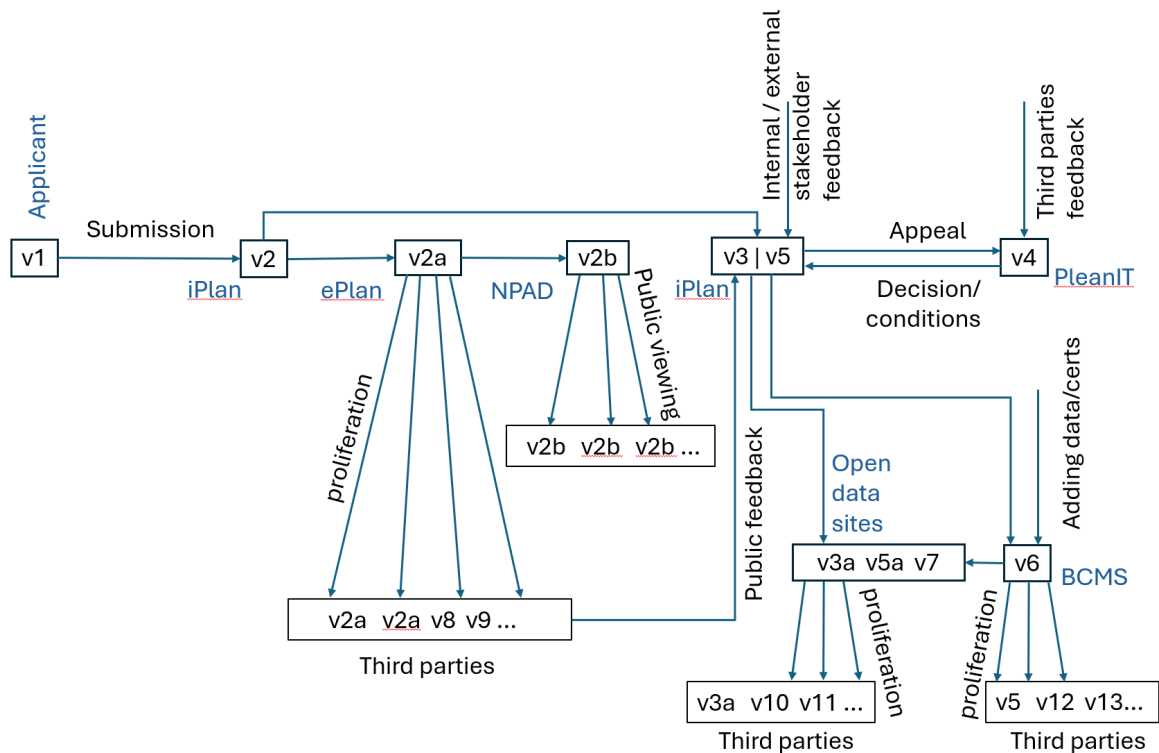 Applicant
Internal / external
stakeholder
feedback
Third parties
feedback
Submission
Appeal
v1
v2
v2a
v2b
v3 | v5
v4
iPlan
ePlan
NPAD
iPlan
PleanIT
Decision/
conditions
Public viewing
proliferation
v2b v2b v2b ...
Public feedback
Open
data
sites
Adding data/certs
v3a v5a v7
v6
BCMS
v2a v2a v8 v9 ...
Third parties
proliferation
proliferation
v3a v10 v11 ...
v5 v12 v13...
Third parties
Third parties